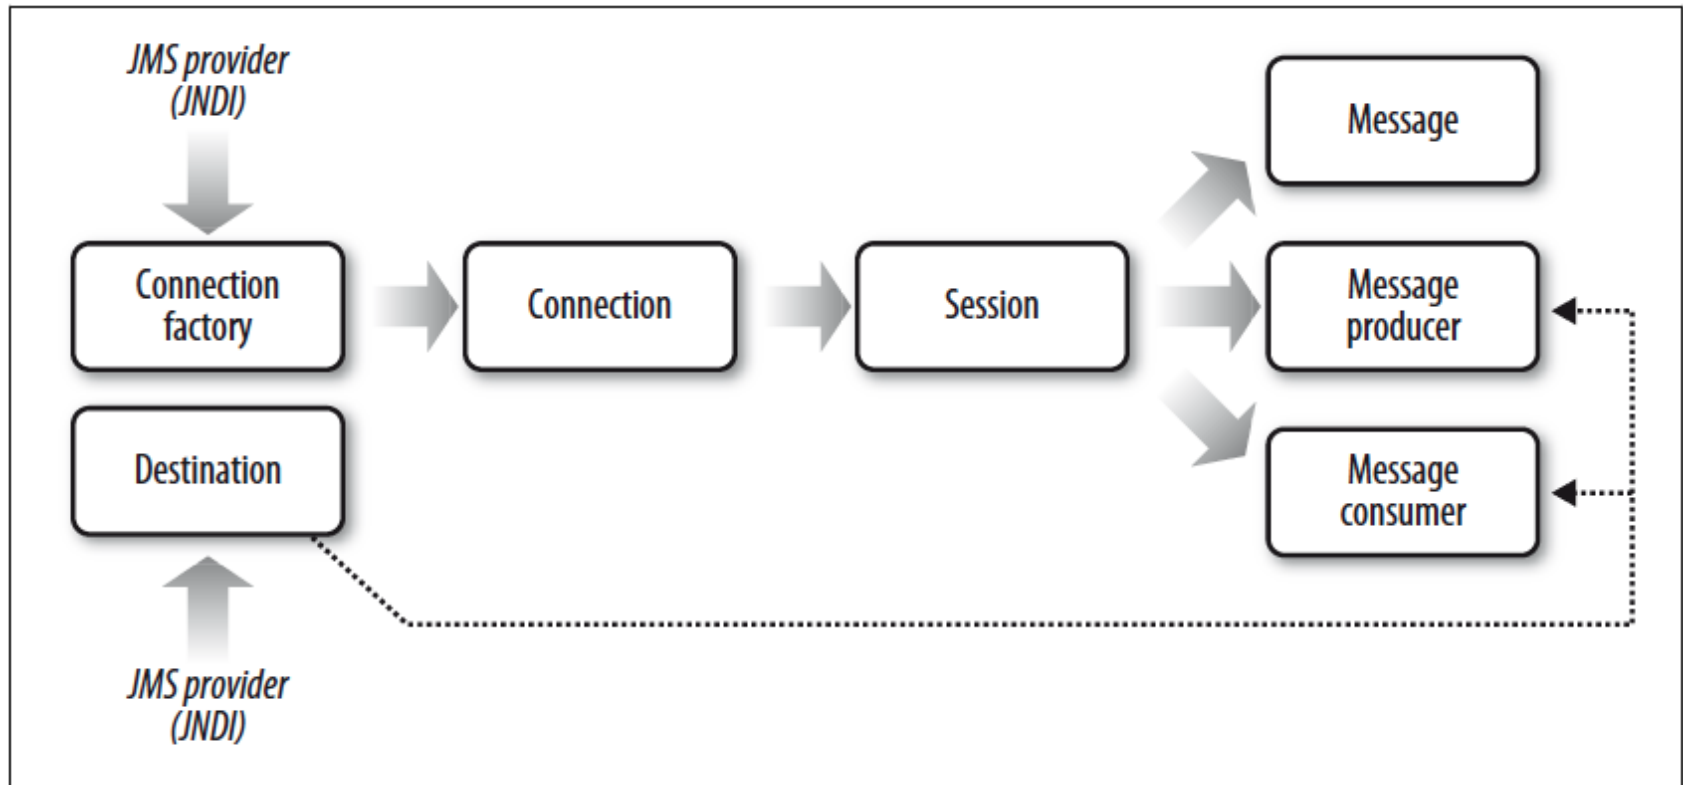 JMS provider
(JNDI)
Connection
factory
Connection
Session
Message
Message
producer
Destination
Message
consumer
JMS provider
(JNDI)